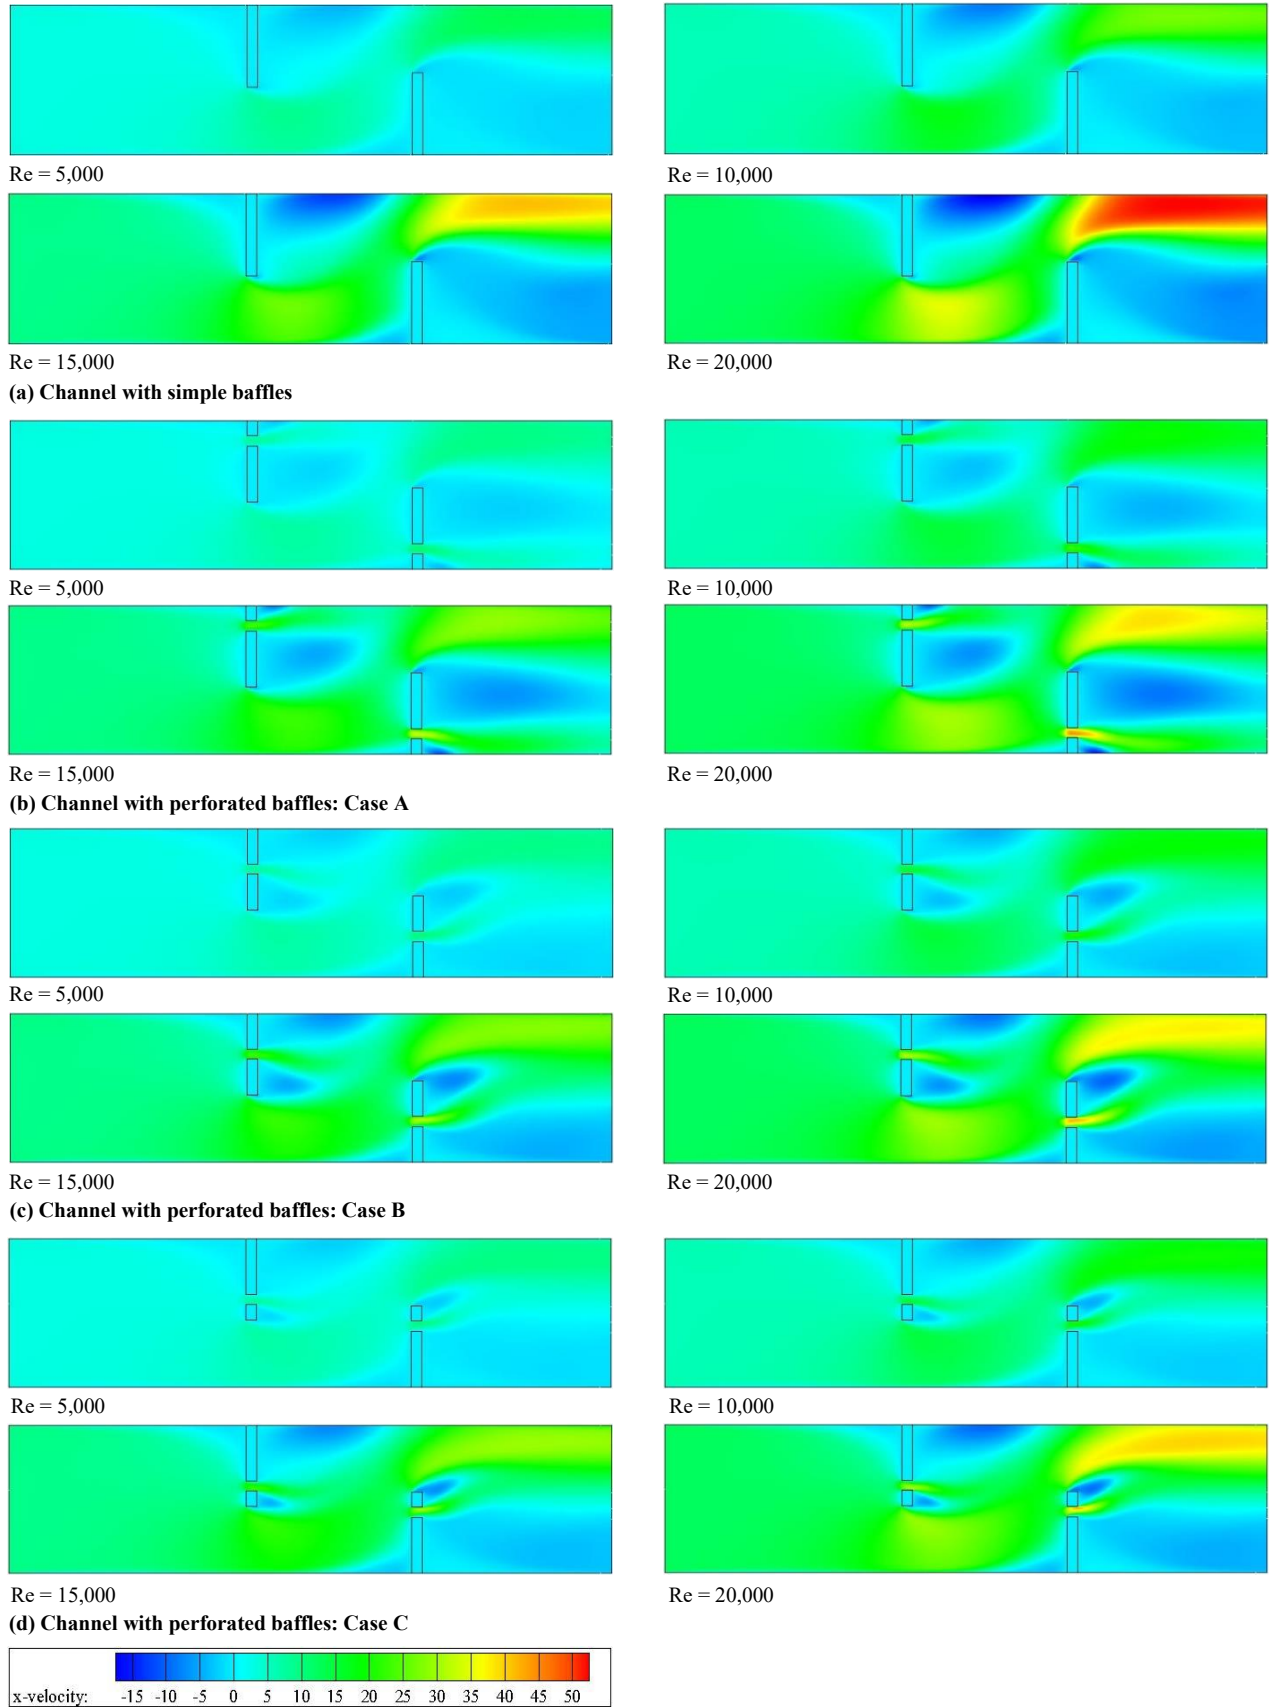 Re = 5,000
Re = 10,000
Re = 15,000
Re = 20,000
(a) Channel with simple baffles
Re = 5,000
Re = 10,000
Re = 15,000
Re = 20,000
(b) Channel with perforated baffles: Case A
Re = 5,000
Re = 10,000
Re = 15,000
Re = 20,000
(c) Channel with perforated baffles: Case B
Re = 5,000
Re = 10,000
Re = 15,000
Re = 20,000
(d) Channel with perforated baffles: Case C
x-velocity: -15 -10 -5 0 5 10 15 20 25 30 35 40 45 50